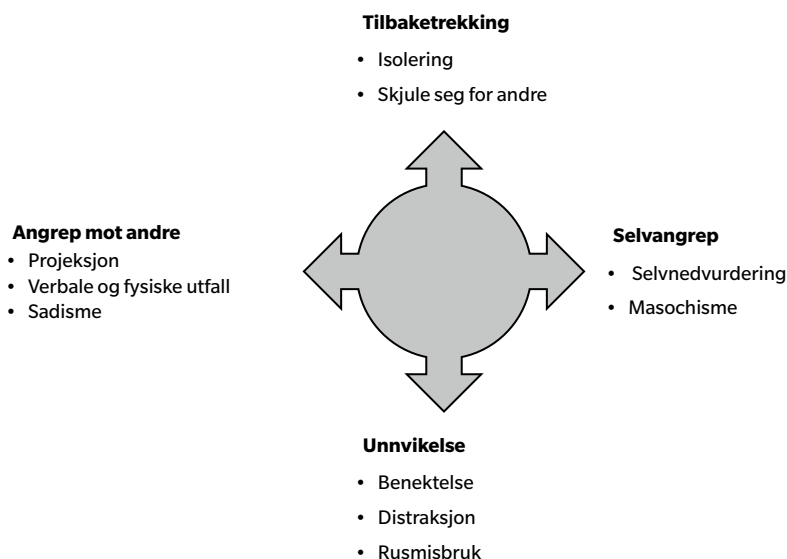 Tilbaketrekking
• Isolering
• Skjule seg for andre
Angrep mot andre
• Projeksjon
• Verbale og fysiske utfall
• Sadisme
Selvangrep
• Selvnedvurdering
• Masochisme
Unnvikelse
• Benektelse
• Distraksjon
• Rusmisbruk